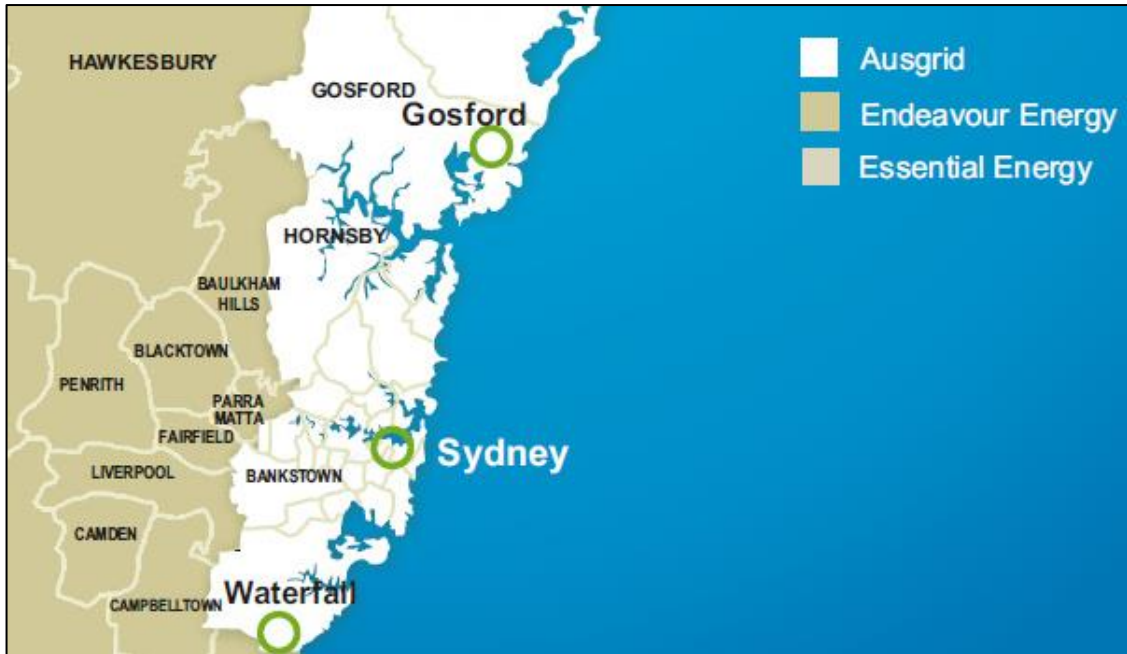 HAWKESBURY
GOSFORD
Gosford
Ausgrid
Endeavour Energy
Essential Energy
HORNSBY
BAULKHAM
HILLS
BLACKTOWN
PENRITH
PARRA
MATTA
FAIRFIELD
Sydney
LIVERPOOL
BANKSTOWN
CAMDEN
Waterfall
CAMPBELLTOWN